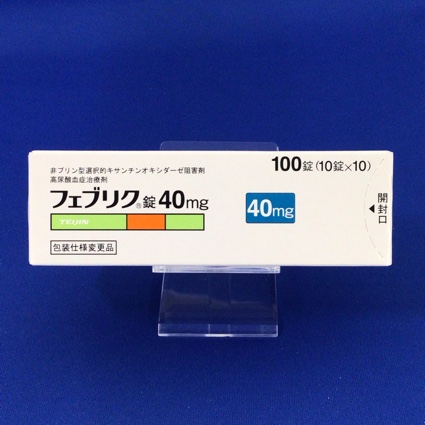 非プリン型選択的キサンチンオキシダーゼ阻害剤
高尿酸血症治療剤
フェブリク®錠40mg
TEIJIN
包装仕様変更品
100錠(10錠×10)
40mg
開封口